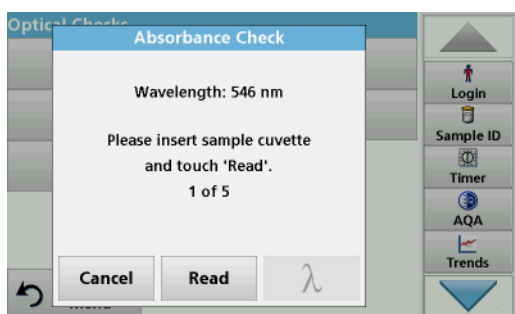 Optical Checks
Absorbance Check
Wavelength: 546 nm
Please insert sample cuvette
and touch 'Read'.
1 of 5
Cancel
Read
λ
Menu
Login
Sample ID
Timer
AQA
Trends